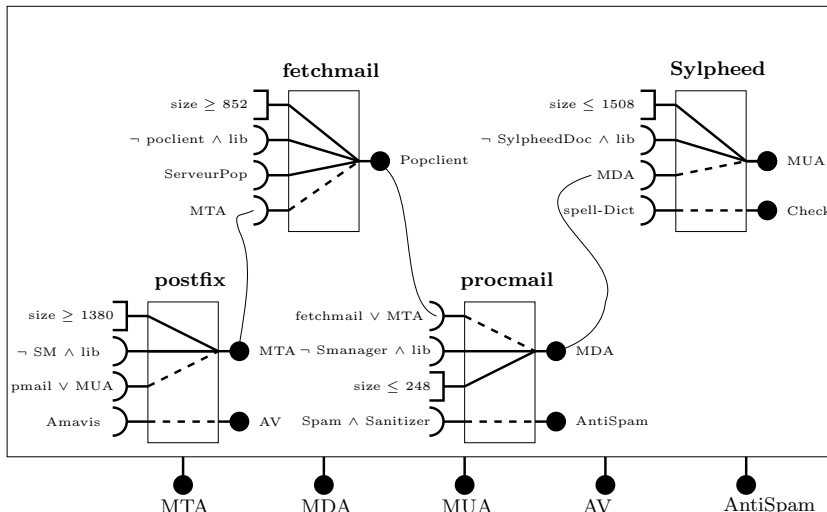 fetchmail
Sylpheed
size ≥ 852
size ≤ 1508
¬ poclient ∧ lib
¬ SylpheedDoc ∧ lib
ServeurPop
Popclient
MDA
MUA
MTA
spell-Dict
Check
postfix
procmail
size ≥ 1380
fetchmail ∨ MTA
¬ SM ∧ lib
MTA
¬ Smanager ∧ lib
MDA
pmail ∨ MUA
size ≤ 248
Amavis
AV
Spam ∧ Sanitizer
AntiSpam
MTA
MDA
MUA
AV
AntiSpam